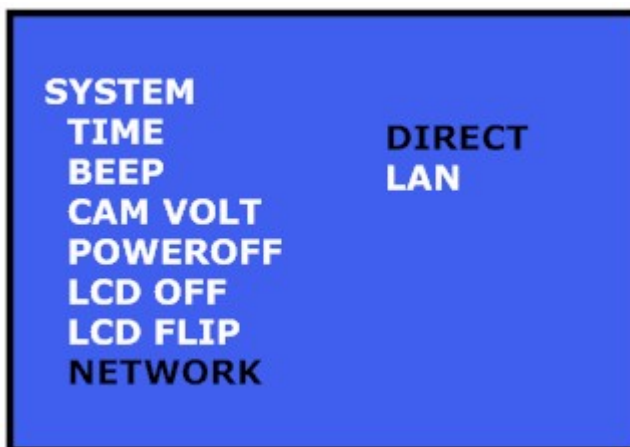 SYSTEM
TIME
BEEP
CAM VOLT
POWEROFF
LCD OFF
LCD FLIP
NETWORK
DIRECT
LAN